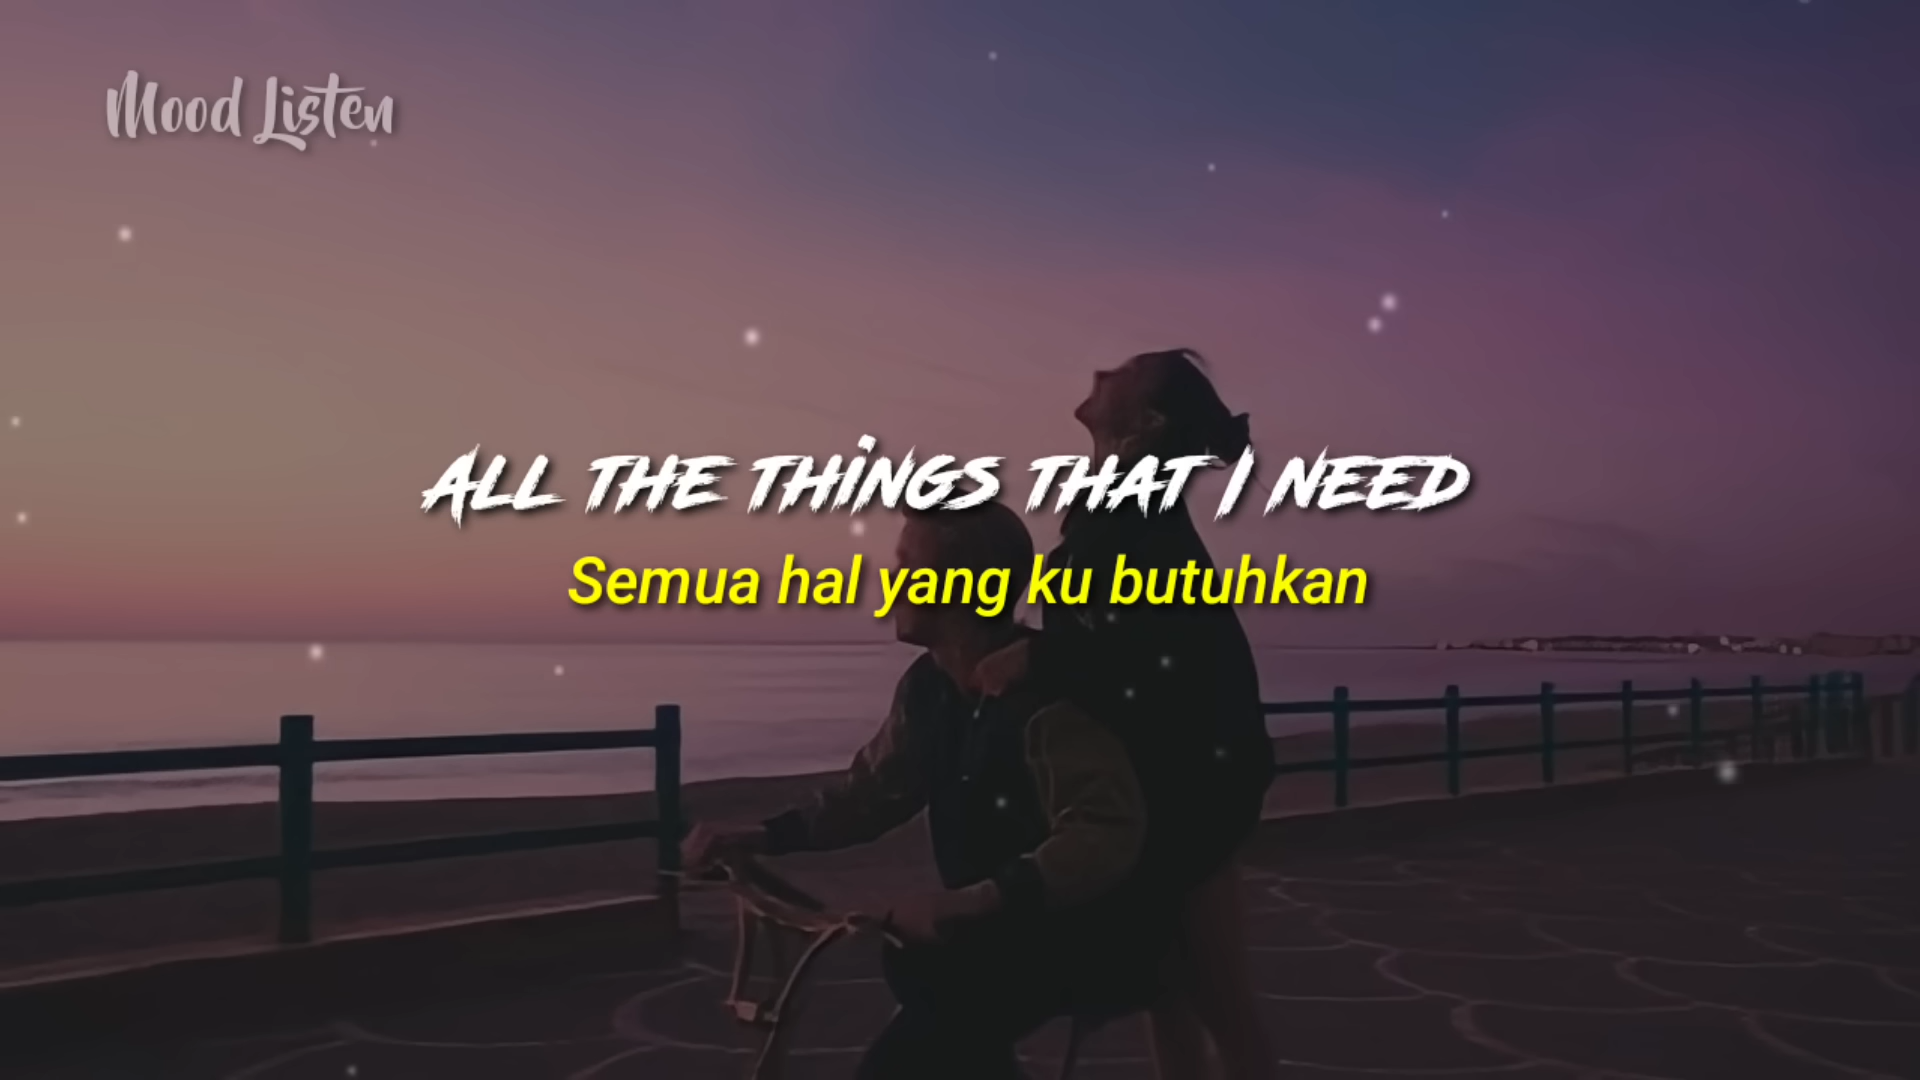 Mood Listen
ALL THE THINGS THAT I NEED
Semua hal yang ku butuhkan